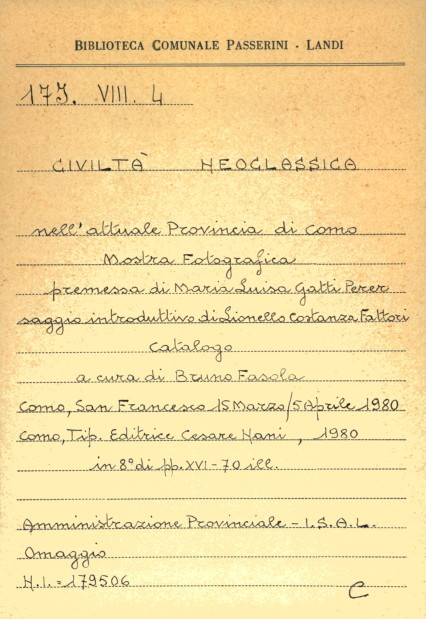 BIBLIOTECA COMUNALE PASSERINI - LANDI
17J. VIII. 4
CIVILTÀ NEOCLASSICA
nell'attuale Provincia di Como
Mostra Fotografica
premessa di Maria Luisa Gatti Perer
saggio introduttivo di Lionello Costanza Fattori
Catalogo
a cura di Bruno Fasola
Como, San Francesco 15 Marzo/5 Aprile 1980
Como, Tip. Editrice Cesare Nani, 1980
in 8° di pp. XVI-70 ill.
Amministrazione Provinciale - I.S.A.L.
Omaggio
N.I. = 179506
C